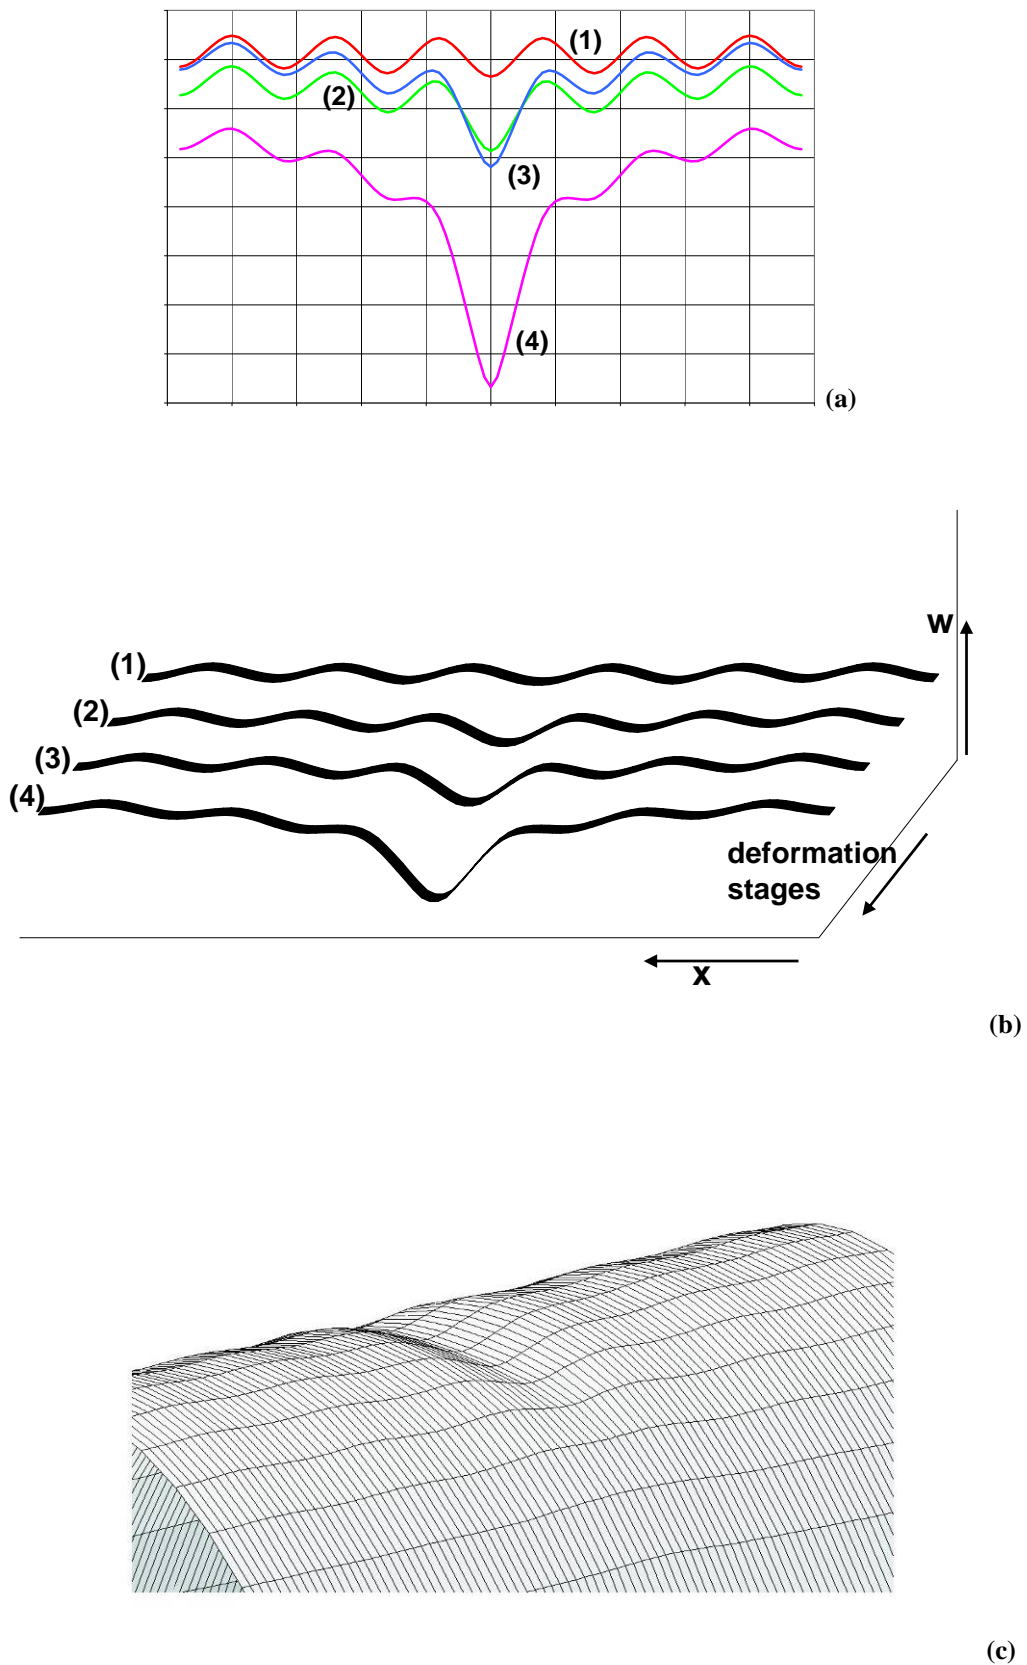 (1)
(2)
(3)
(4)
(a)
w
(1)
(2)
(3)
(4)
deformation
stages
x
(b)
(c)